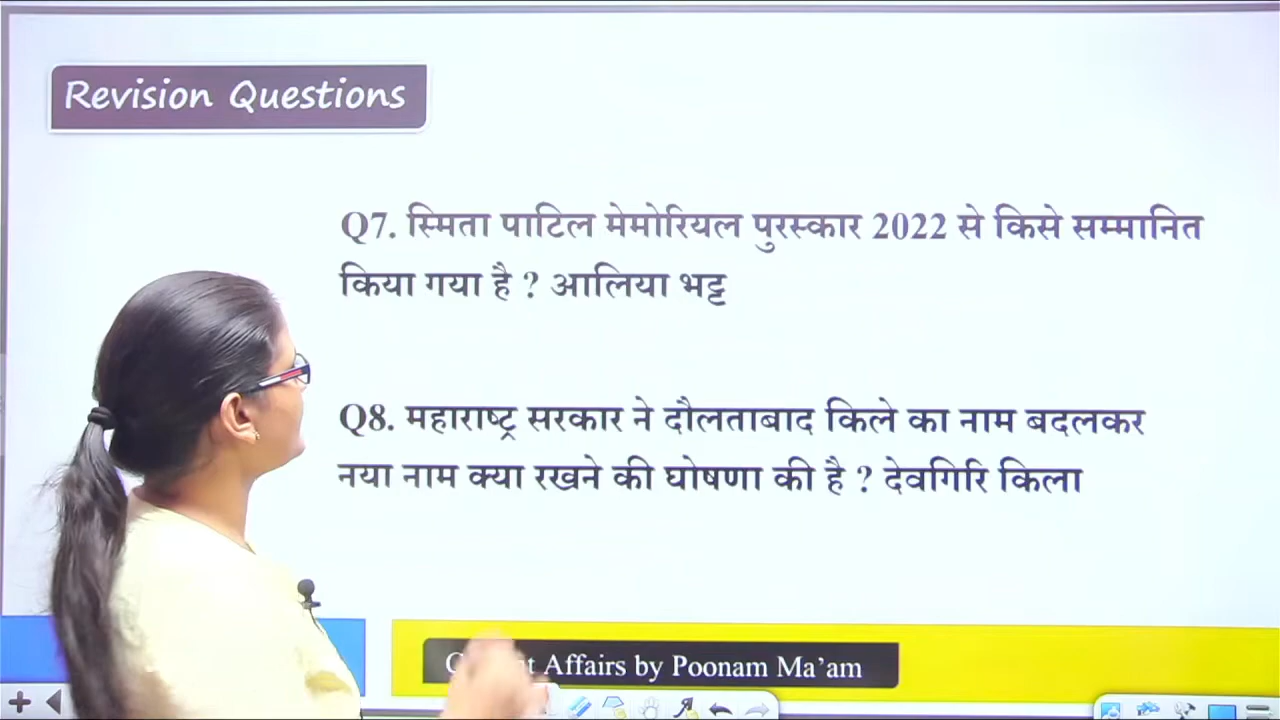 Revision Questions
Q7. स्मिता पाटिल मेमोरियल पुरस्कार 2022 से किसे सम्मानित
किया गया है ? आलिया भट्ट
Q8. महाराष्ट्र सरकार ने दौलताबाद किले का नाम बदलकर
नया नाम क्या रखने की घोषणा की है ? देवगिरि किला
Affairs by Poonam Ma'am